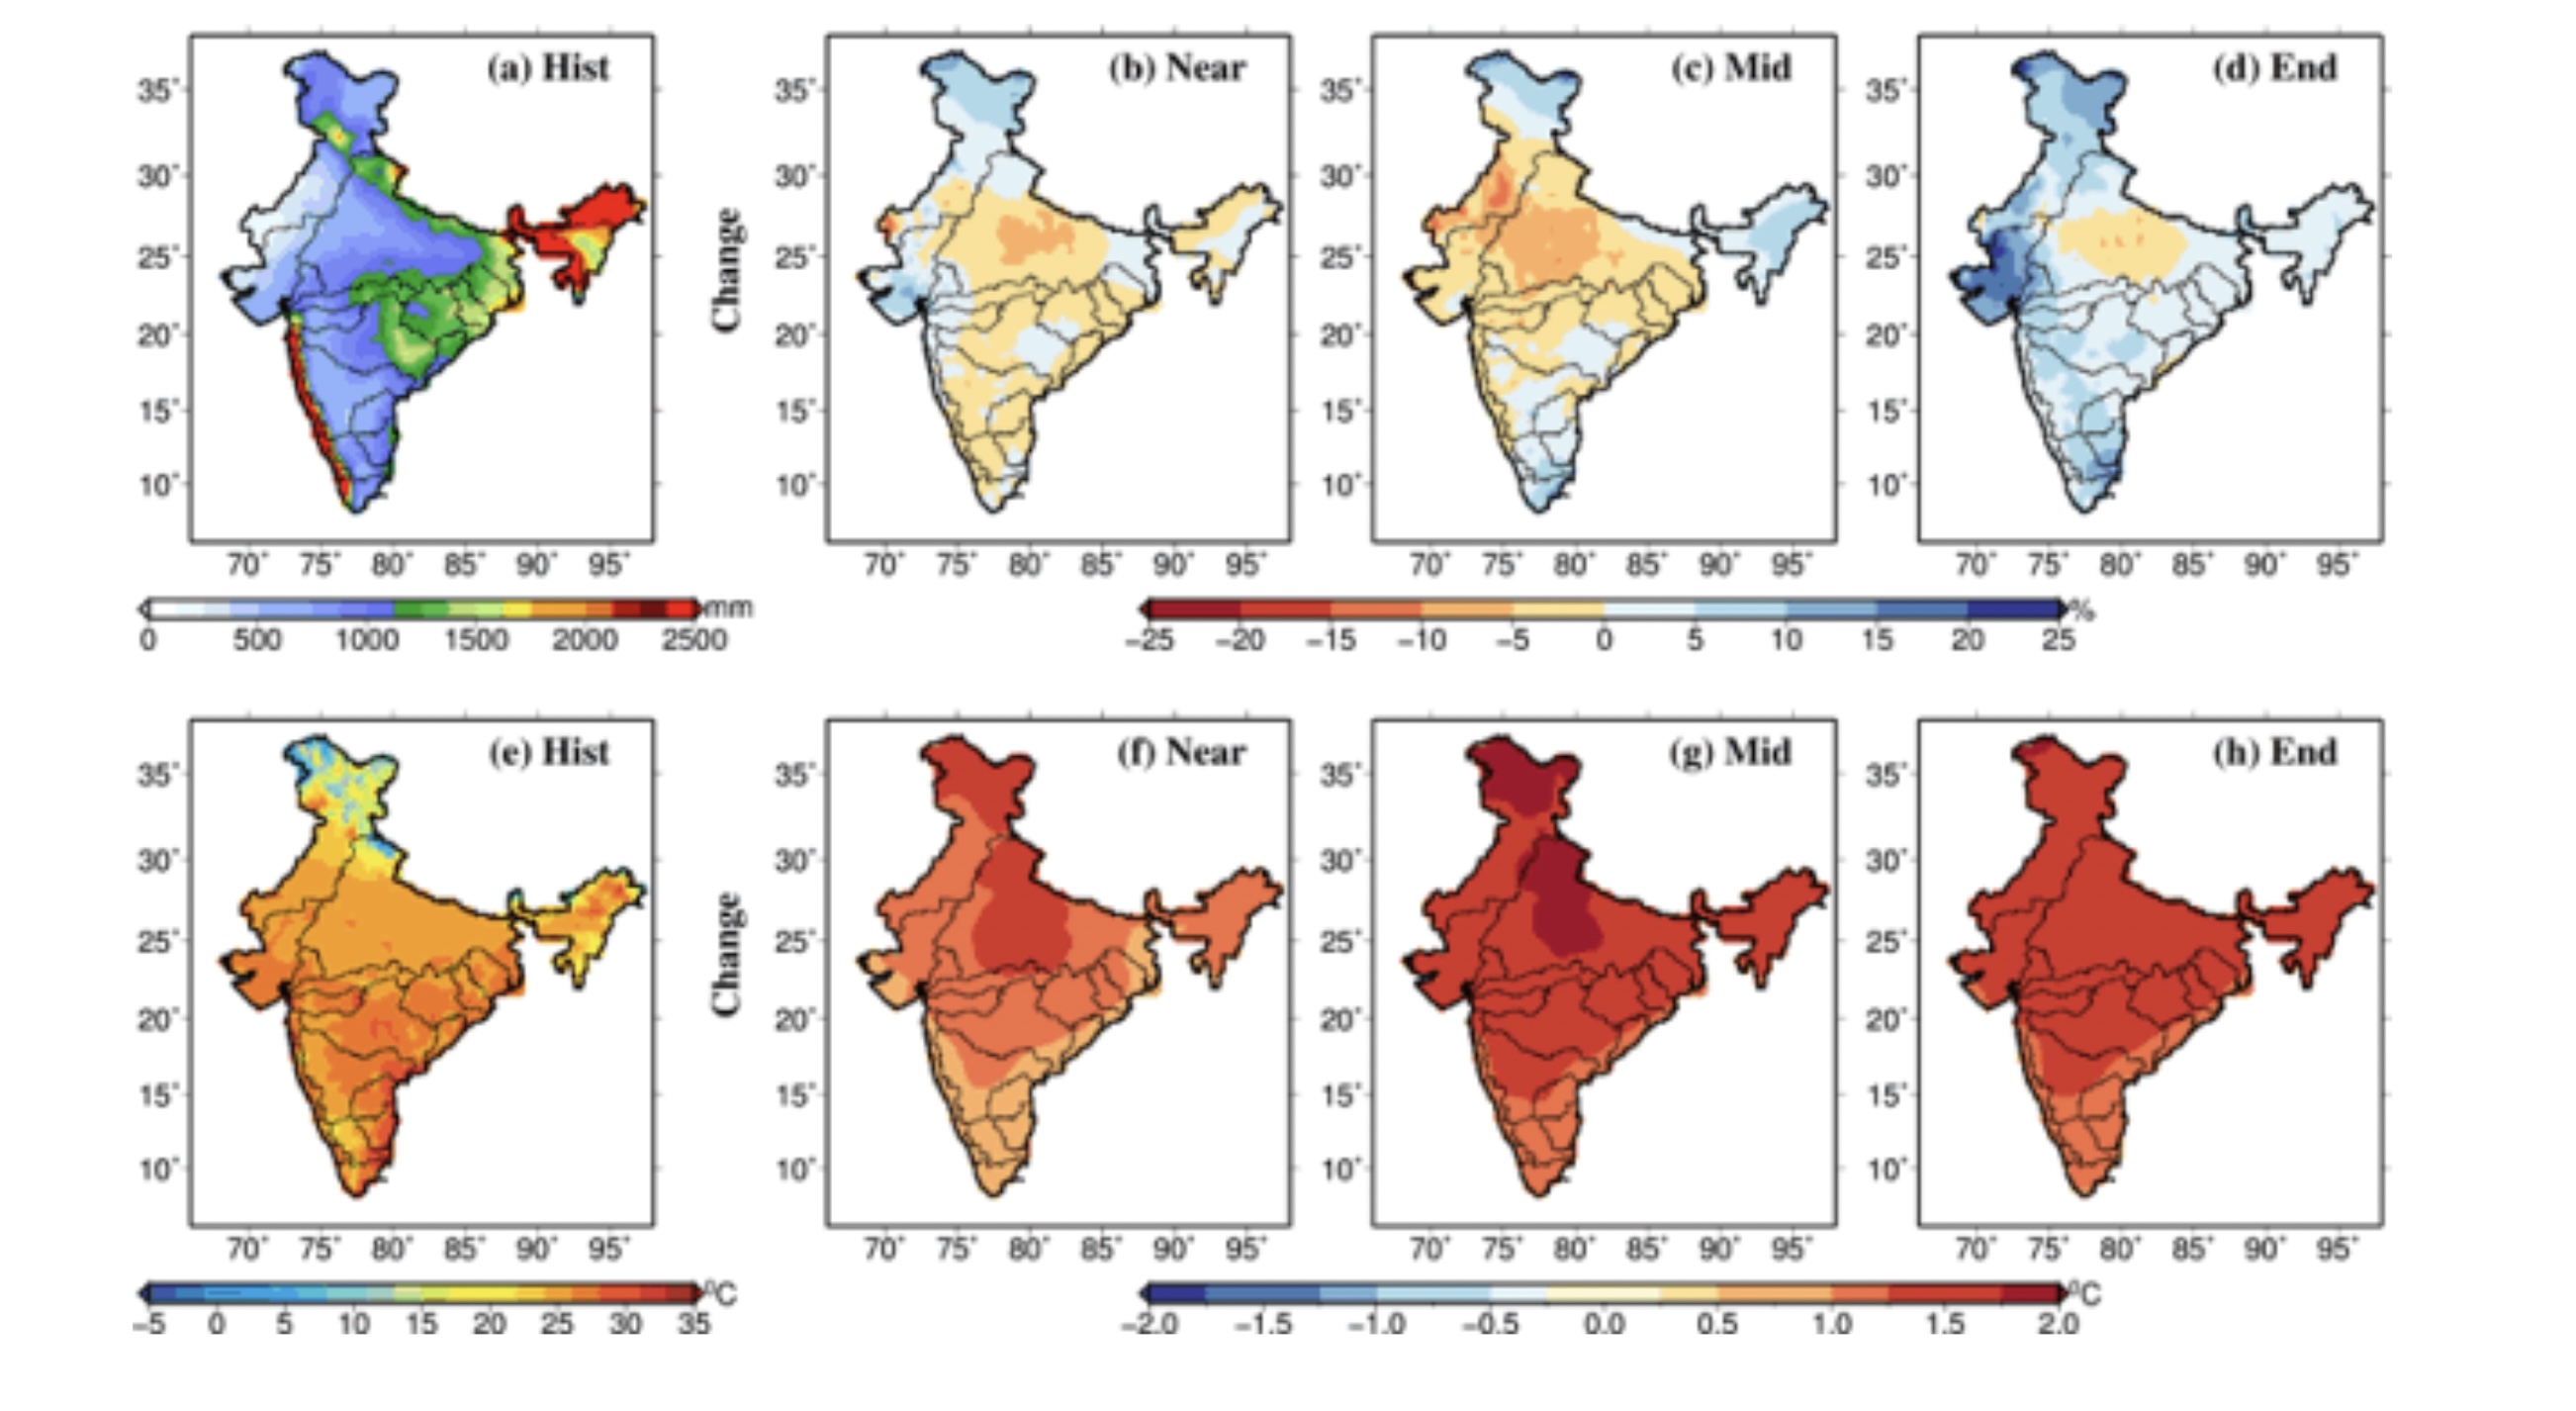 (a) Hist
(b) Near
(c) Mid
(d) End
35° 35° 35° 35°
30° 30° 30° 30°
25° 25° 25° 25°
20° 20° 20° 20°
15° 15° 15° 15°
10° 10° 10° 10°
Change
70° 75° 80° 85° 90° 95° 70° 75° 80° 85° 90° 95° 70° 75° 80° 85° 90° 95° 70° 75° 80° 85° 90° 95°
mm
0 500 1000 1500 2000 2500
%
−25 −20 −15 −10 −5 0 5 10 15 20 25
(e) Hist
(f) Near
(g) Mid
(h) End
35° 35° 35° 35°
30° 30° 30° 30°
25° 25° 25° 25°
20° 20° 20° 20°
15° 15° 15° 15°
10° 10° 10° 10°
Change
70° 75° 80° 85° 90° 95° 70° 75° 80° 85° 90° 95° 70° 75° 80° 85° 90° 95° 70° 75° 80° 85° 90° 95°
⁰C
−5 0 5 10 15 20 25 30 35
⁰C
−2.0 −1.5 −1.0 −0.5 0.0 0.5 1.0 1.5 2.0